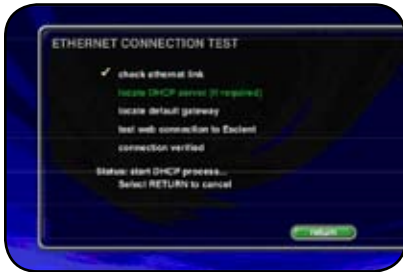 ETHERNET CONNECTION TEST
check ethernet link
locate DHCP server (if required)
locate default gateway
test web connection to Escient
connection verified
Status: start DHCP process...
Select RETURN to cancel
return